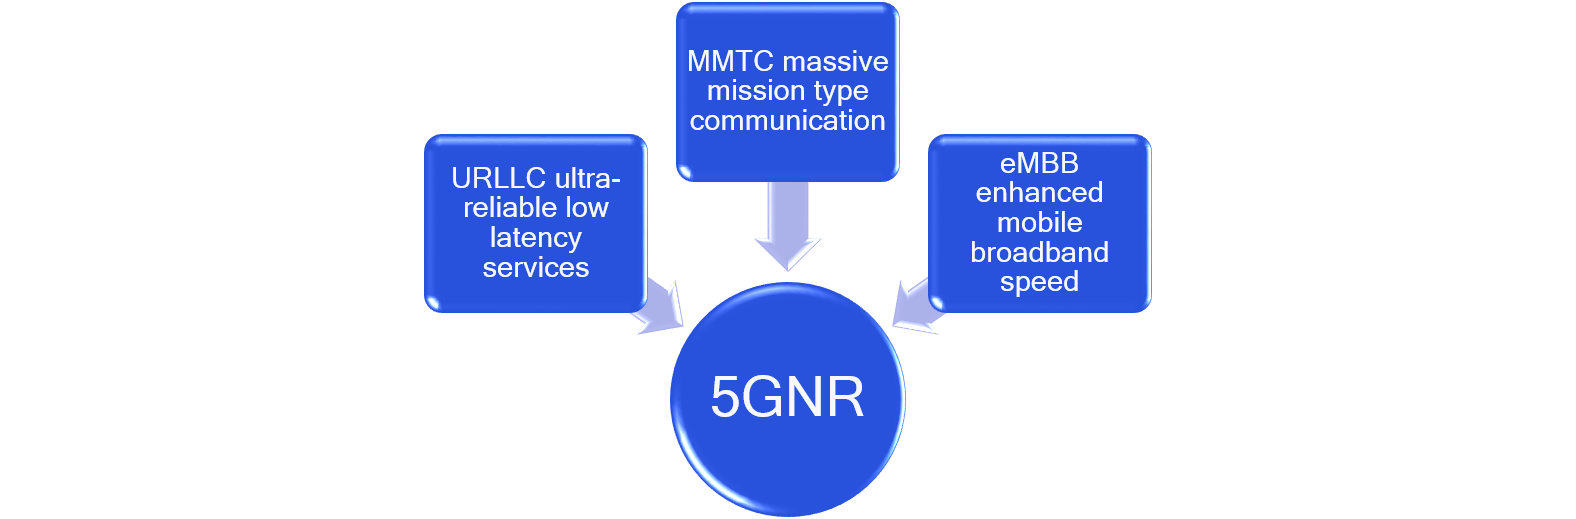 MMTC massive
mission type
communication
URLLC ultra-
reliable low
latency
services
eMBB
enhanced
mobile
broadband
speed
5GNR